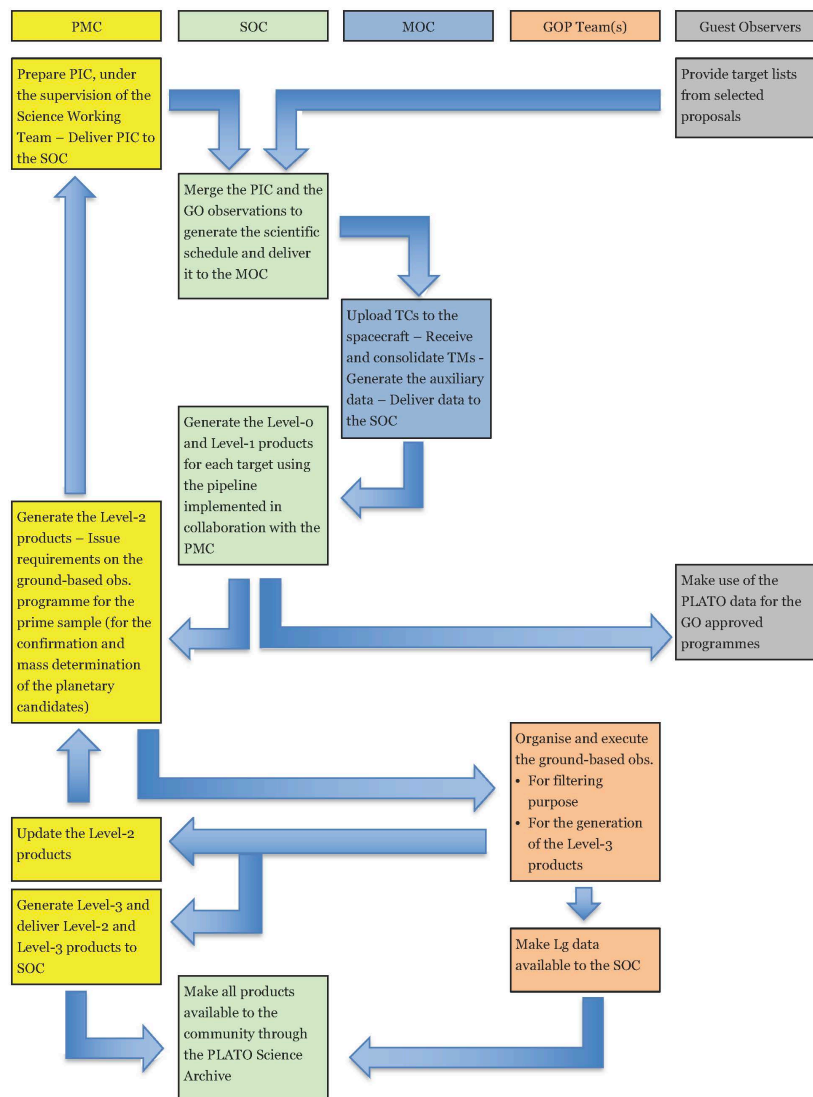 PMC
SOC
MOC
GOP Team(s)
Guest Observers
Prepare PIC, under
the supervision of the
Science Working
Team – Deliver PIC to
the SOC
Provide target lists
from selected
proposals
Merge the PIC and the
GO observations to
generate the scientific
schedule and deliver
it to the MOC
Upload TCs to the
spacecraft – Receive
and consolidate TMs -
Generate the auxiliary
data – Deliver data to
the SOC
Generate the Level-0
and Level-1 products
for each target using
the pipeline
implemented in
collaboration with the
PMC
Generate the Level-2
products – Issue
requirements on the
ground-based obs.
programme for the
prime sample (for the
confirmation and
mass determination
of the planetary
candidates)
Make use of the
PLATO data for the
GO approved
programmes
Organise and execute
the ground-based obs.
• For filtering
purpose
• For the generation
of the Level-3
products
Update the Level-2
products
Generate Level-3 and
deliver Level-2 and
Level-3 products to
SOC
Make Lg data
available to the SOC
Make all products
available to the
community through
the PLATO Science
Archive